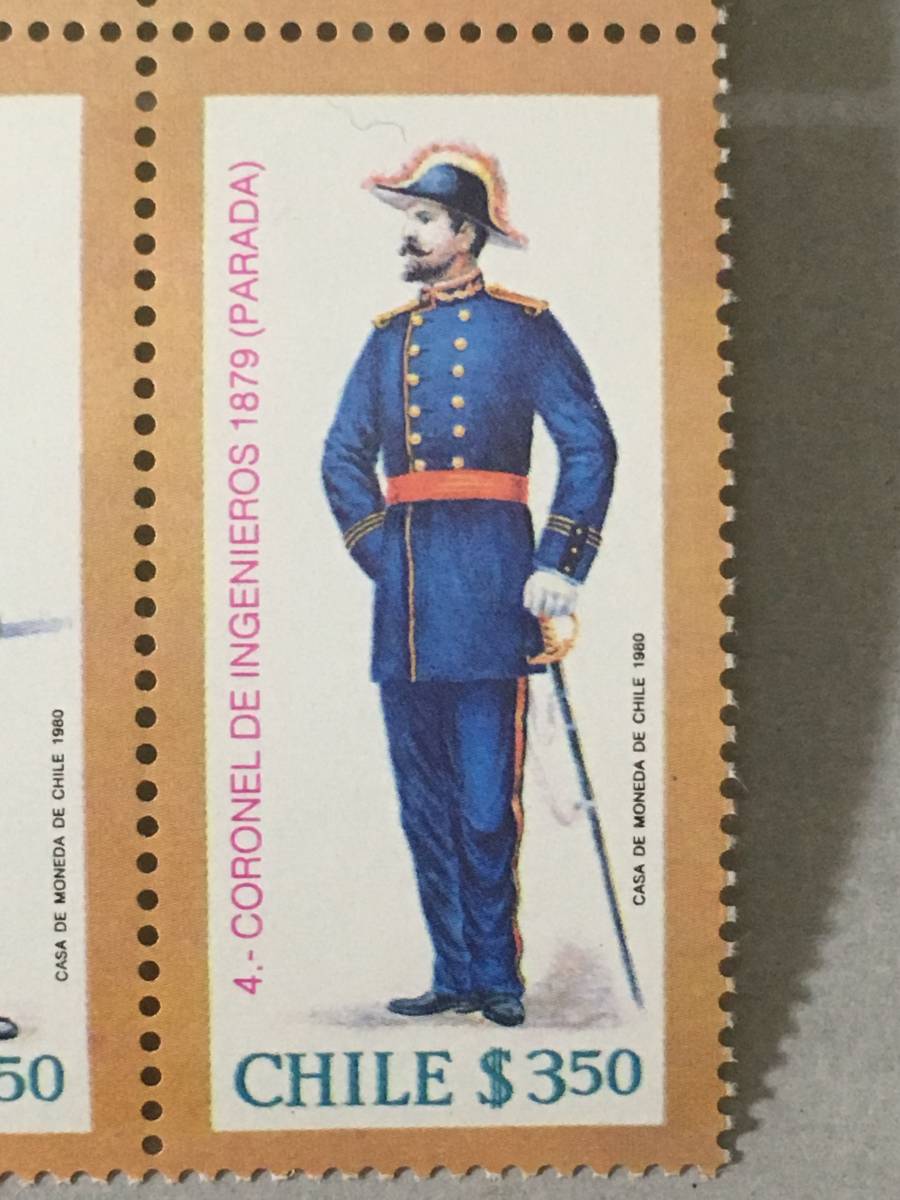 4.- CORONEL DE INGENIEROS 1879 (PARADA)
CASA DE MONEDA DE CHILE 1980
CHILE $350
CASA DE MONEDA DE CHILE 1980
50